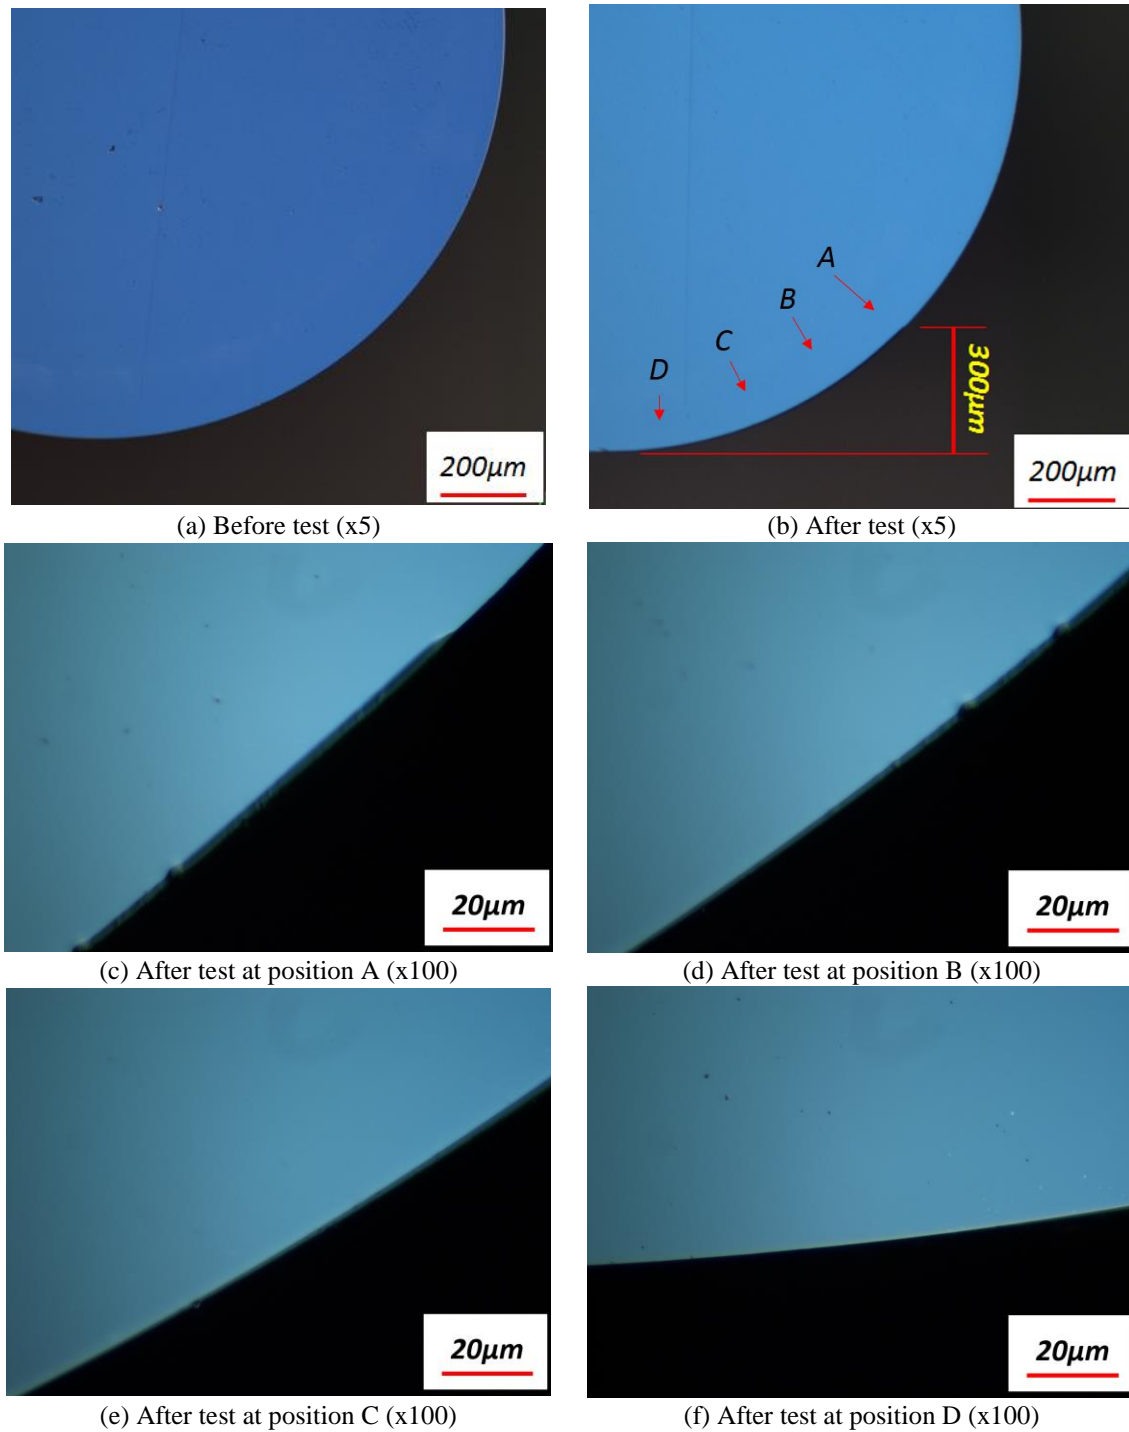 200μm
A
B
C
D
300μm
200μm
(a) Before test (x5)
(b) After test (x5)
20μm
20μm
(c) After test at position A (x100)
(d) After test at position B (x100)
20μm
20μm
(e) After test at position C (x100)
(f) After test at position D (x100)